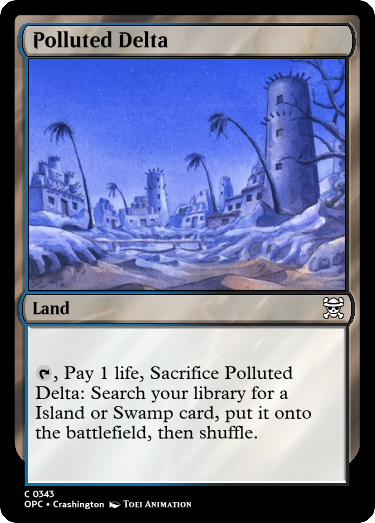 Polluted Delta
Land
, Pay 1 life, Sacrifice Polluted
Delta: Search your library for a
Island or Swamp card, put it onto
the battlefield, then shuffle.
C 0343
OPC • Crashington Toei Animation